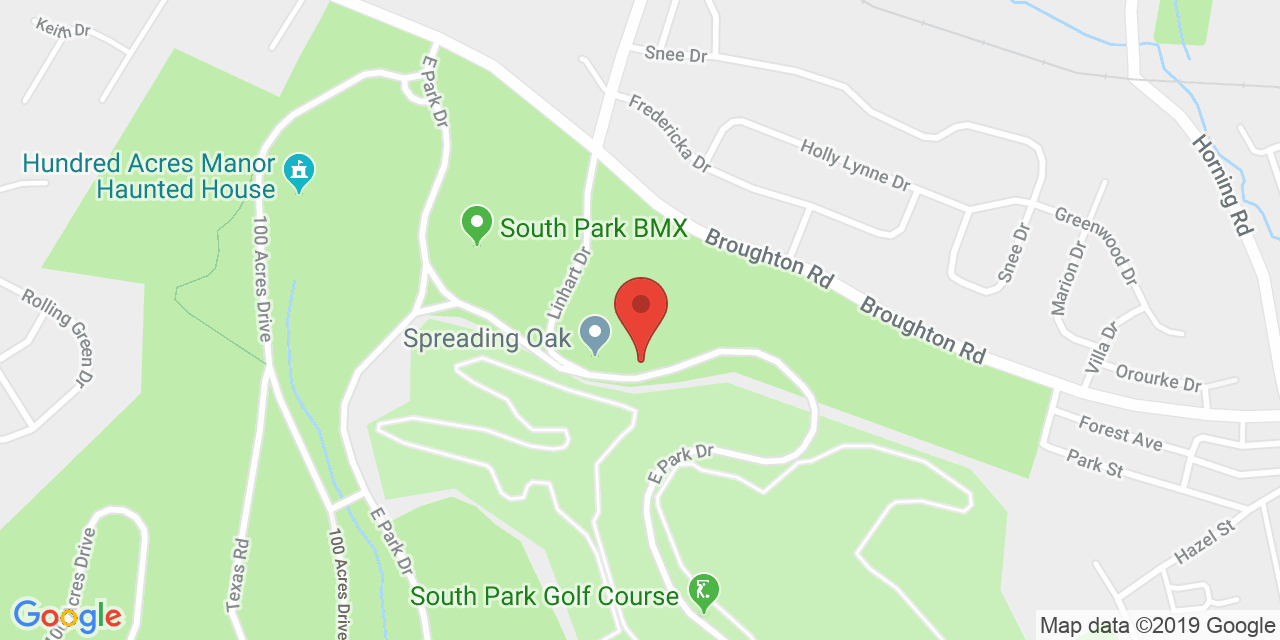 Keith Dr
Snee Dr
E Park Dr
Fredericka Dr
Holly Lynne Dr
Horning Rd
Hundred Acres Manor
Haunted House
South Park BMX
Greenwood Dr
100 Acres Drive
Linhart Dr
Broughton Rd
Snee Dr
Marion Dr
Rolling Green Dr
Spreading Oak
Broughton Rd
Villa Dr
Orourke Dr
Forest Ave
E Park Dr
Park St
Texas Rd
100 Acres Drive
E Park Dr
100 Acres Drive
Hazel St
South Park Golf Course
Google
Map data ©2019 Google